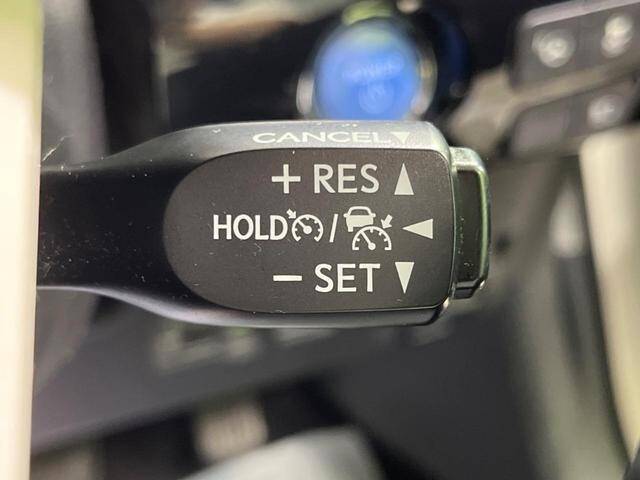 CANCEL ▼
+ RES ▲
HOLD / ◀
− SET ▼